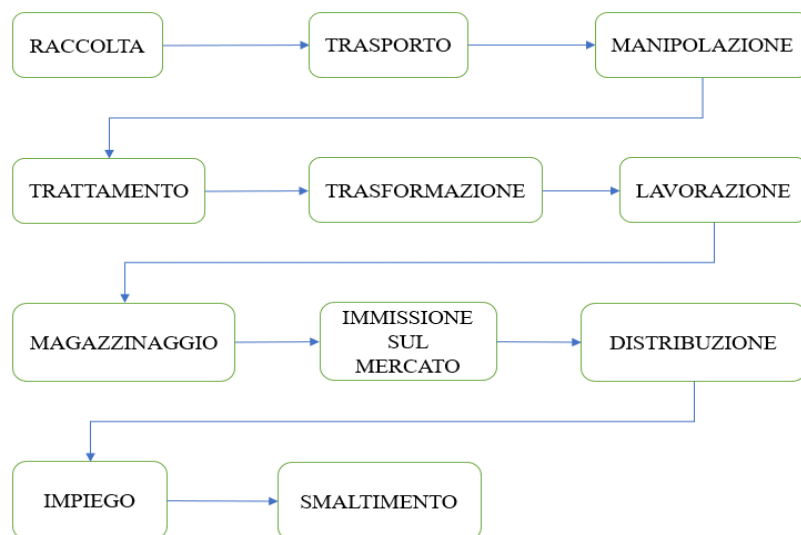 RACCOLTA
TRASPORTO
MANIPOLAZIONE
TRATTAMENTO
TRASFORMAZIONE
LAVORAZIONE
MAGAZZINAGGIO
IMMISSIONE
SUL
MERCATO
DISTRIBUZIONE
IMPIEGO
SMALTIMENTO